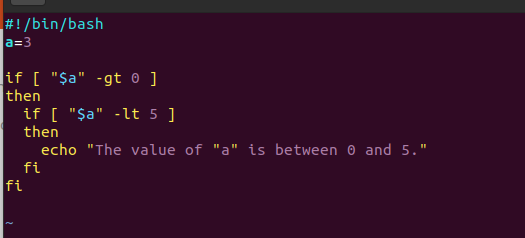 #!/bin/bash
a=3
if [ "$a" -gt 0 ]
then
  if [ "$a" -lt 5 ]
  then
    echo "The value of "a" is between 0 and 5."
  fi
fi
~